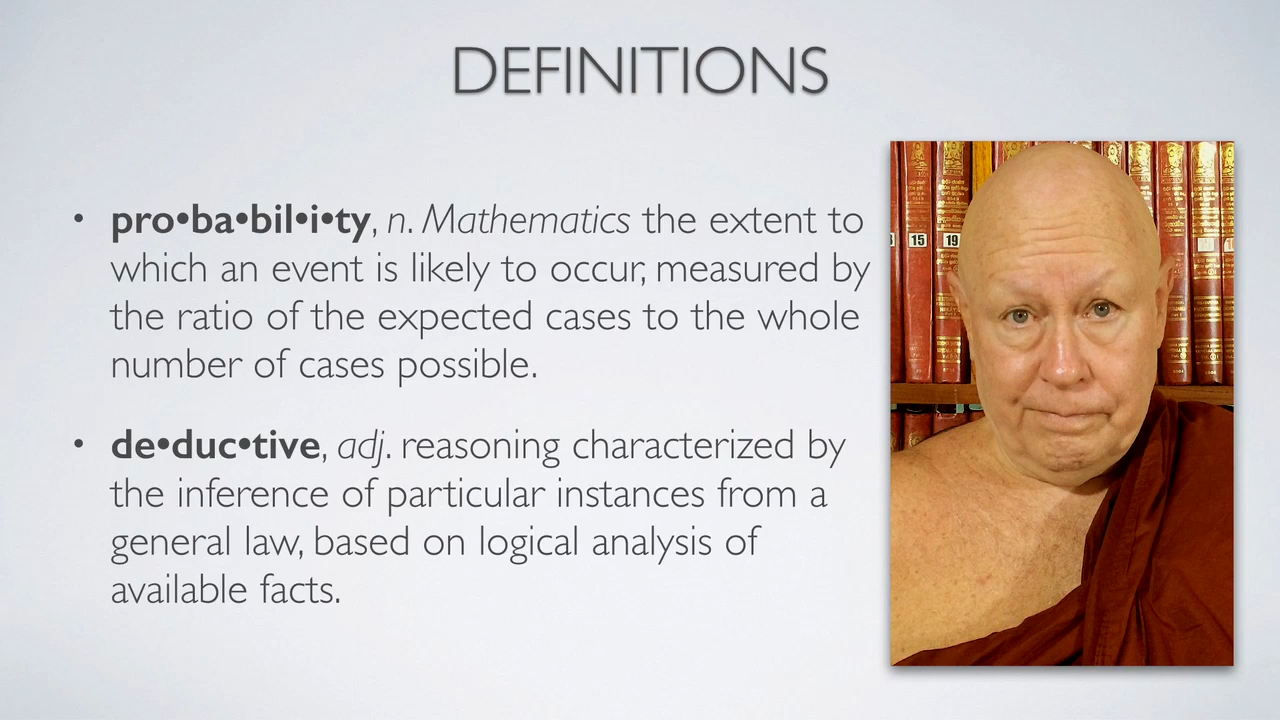 DEFINITIONS
• pro•ba•bil•i•ty, n. Mathematics the extent to
which an event is likely to occur, measured by
the ratio of the expected cases to the whole
number of cases possible.
• de•duc•tive, adj. reasoning characterized by
the inference of particular instances from a
general law, based on logical analysis of
available facts.
15
19